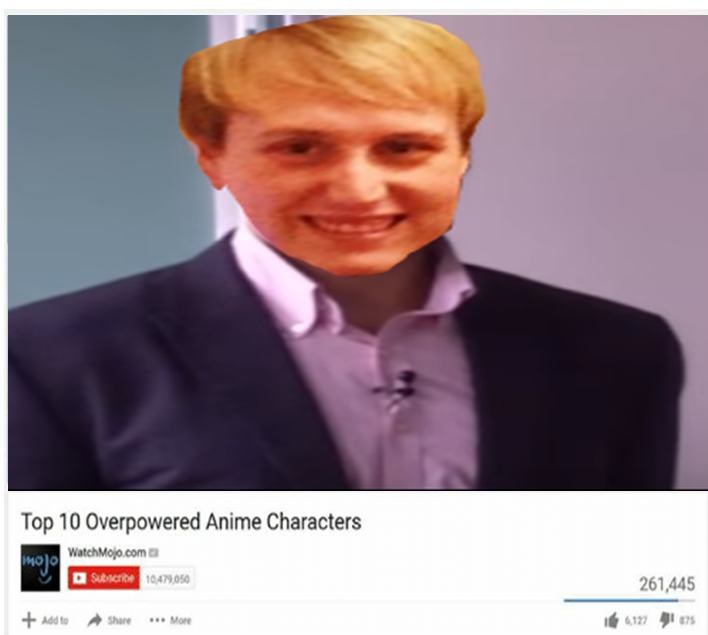 Top 10 Overpowered Anime Characters
mojo
WatchMojo.com
Subscribe 10,479,050
261,445
Add to Share More
6,127 875